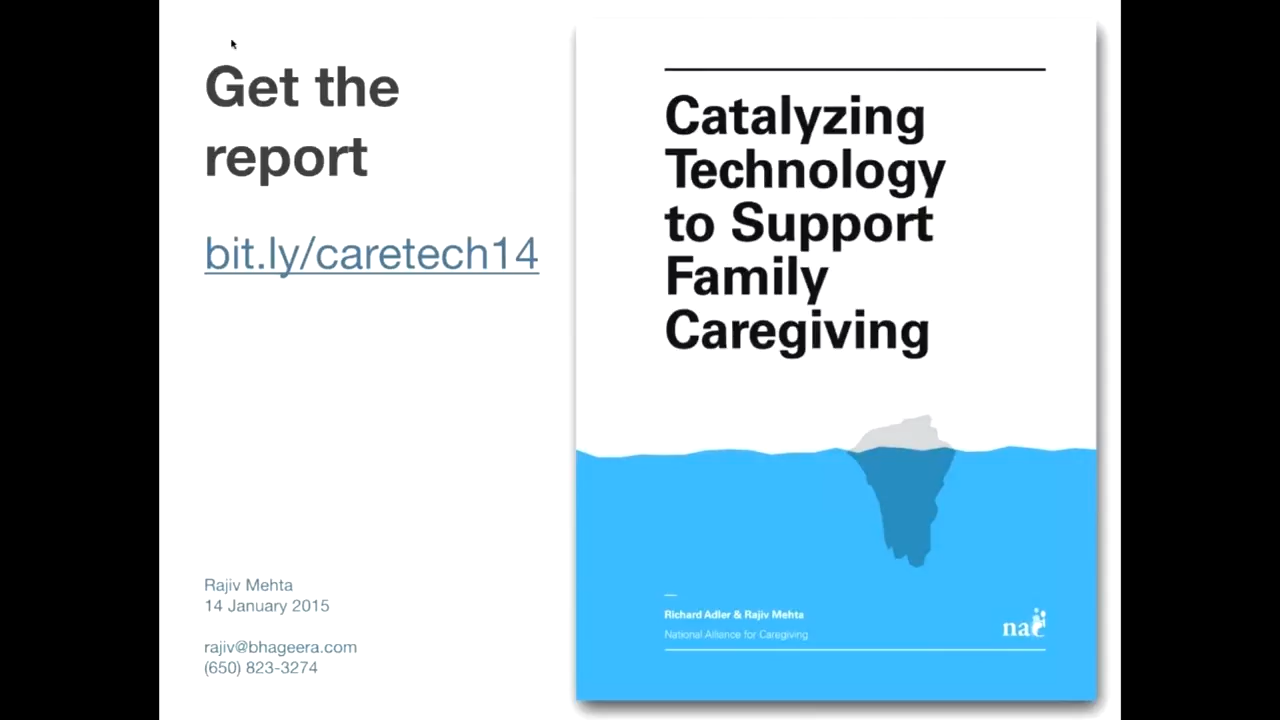 Get the
report
bit.ly/caretech14
Rajiv Mehta
14 January 2015
rajiv@bhageera.com
(650) 823-3274
Catalyzing
Technology
to Support
Family
Caregiving
Richard Adler & Rajiv Mehta
National Alliance for Caregiving
nac